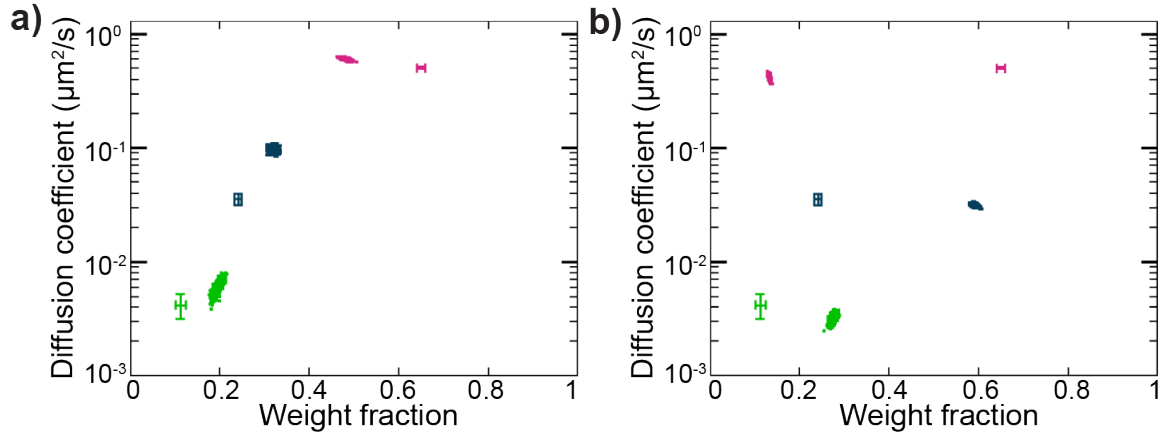 a)
Diffusion coefficient (μm²/s)
10⁰
10⁻¹
10⁻²
10⁻³
0 0.2 0.4 0.6 0.8 1
Weight fraction
b)
Diffusion coefficient (μm²/s)
10⁰
10⁻¹
10⁻²
10⁻³
0 0.2 0.4 0.6 0.8 1
Weight fraction